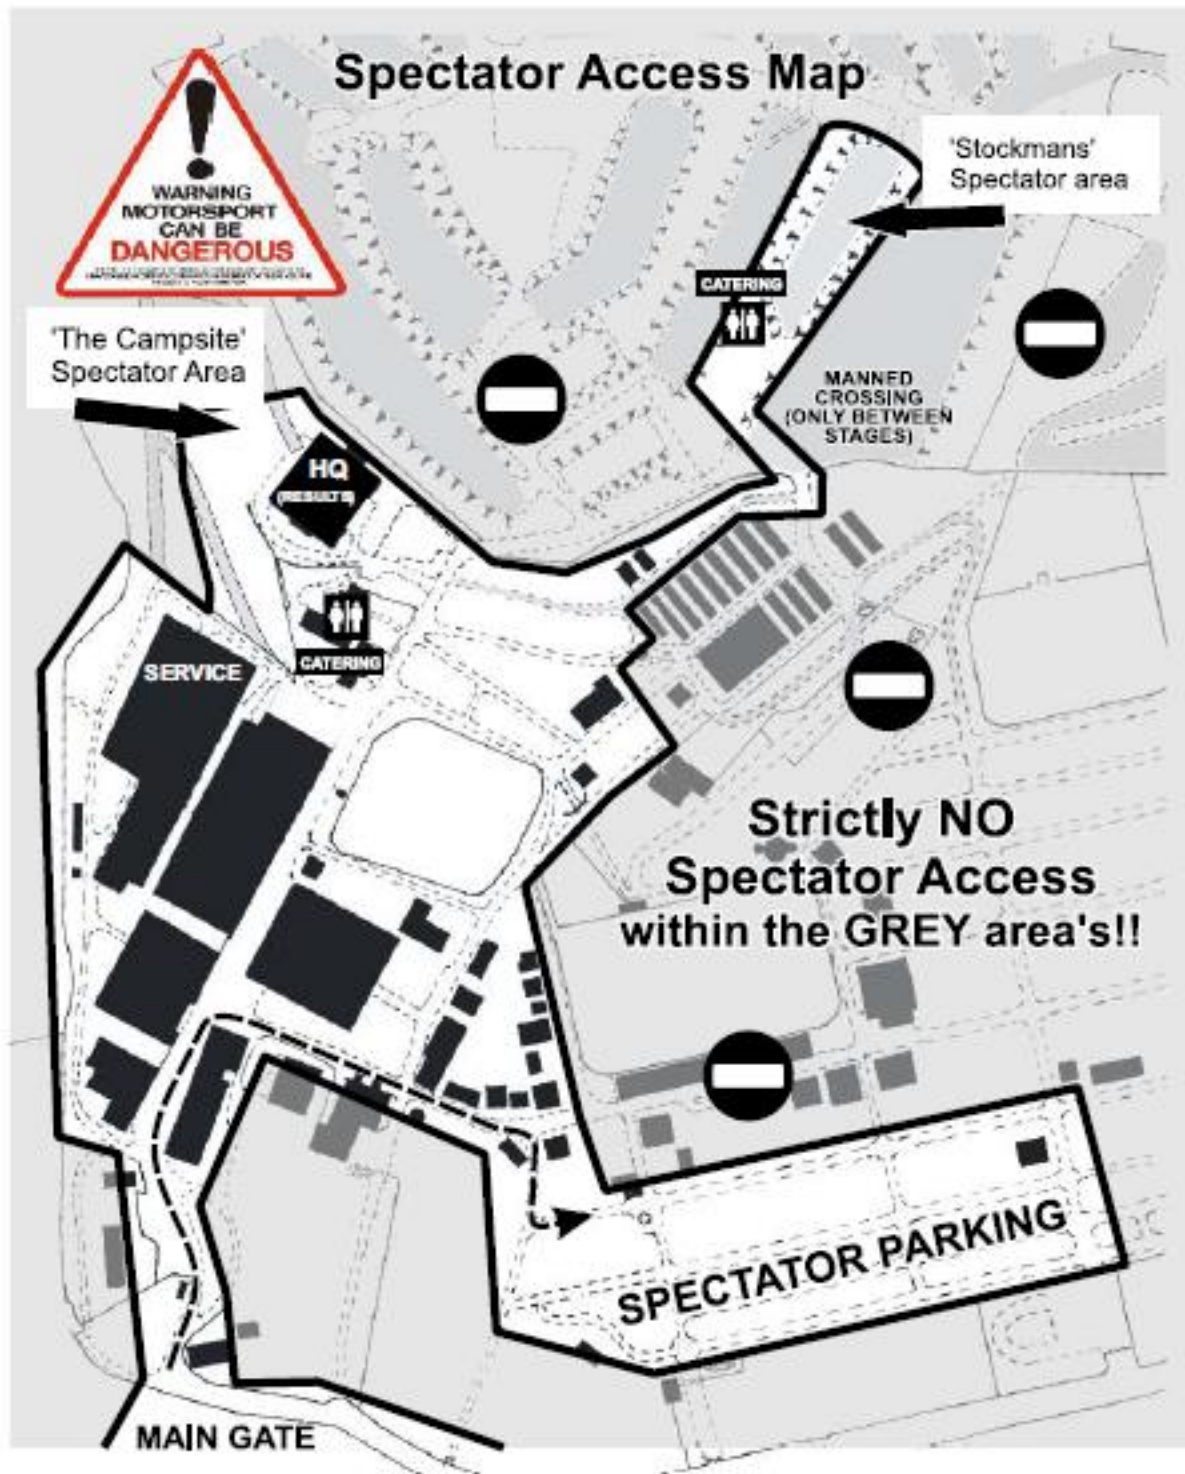 Spectator Access Map
WARNING
MOTORSPORT
CAN BE
DANGEROUS
'Stockmans'
Spectator area
CATERING
'The Campsite'
Spectator Area
MANNED
CROSSING
(ONLY BETWEEN
STAGES)
HQ
(RESULTS)
SERVICE
CATERING
Strictly NO
Spectator Access
within the GREY area's!!
SPECTATOR PARKING
MAIN GATE